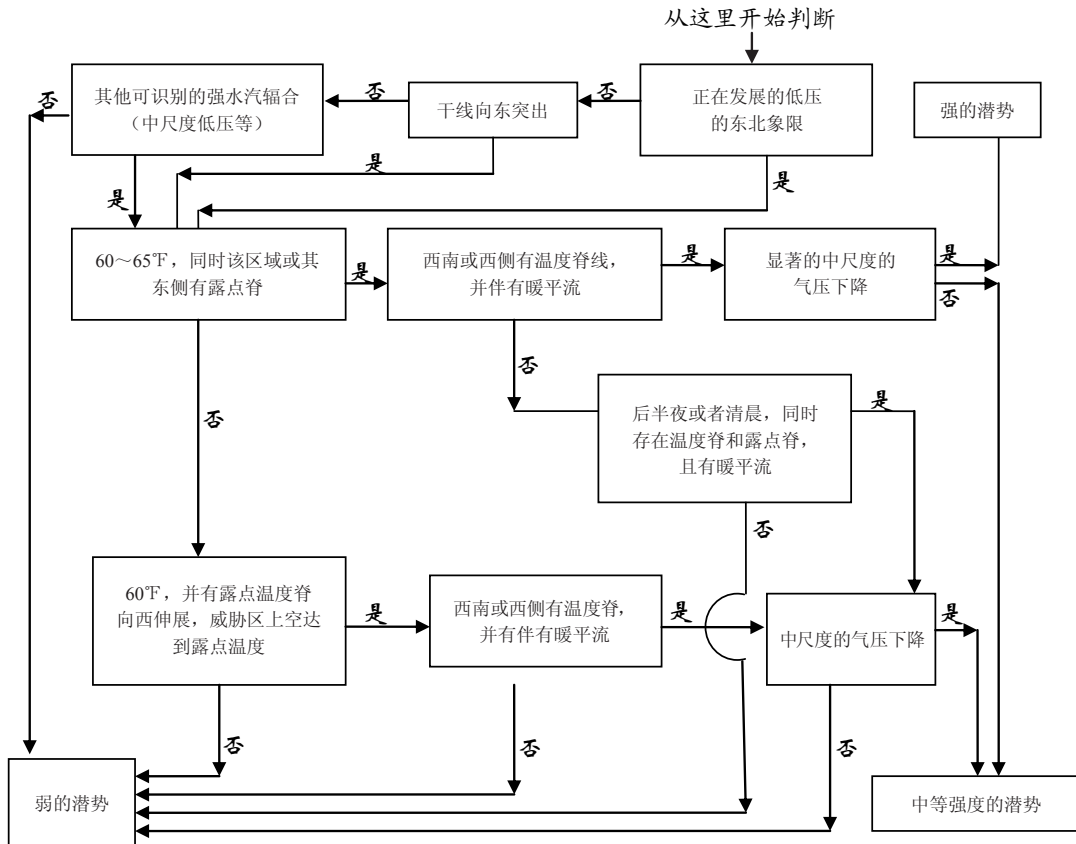 从这里开始判断
否
其他可识别的强水汽辐合
（中尺度低压等）
否
干线向东突出
否
正在发展的低压
的东北象限
强的潜势
是
是
是
60～65℉，同时该区域或其
东侧有露点脊
是
西南或西侧有温度脊线，
并伴有暖平流
是
显著的中尺度的
气压下降
是
否
否
否
后半夜或者清晨，同时
存在温度脊和露点脊，
且有暖平流
是
否
60℉，并有露点温度脊
向西伸展，威胁区上空达
到露点温度
是
西南或西侧有温度脊，
并有伴有暖平流
是
中尺度的气压下降
是
否
否
否
弱的潜势
中等强度的潜势